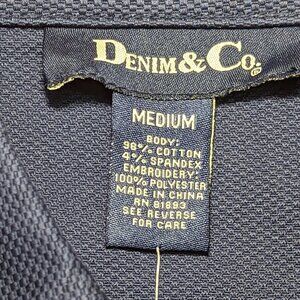 DENIM & CO.®
MEDIUM
BODY:
96% COTTON
4% SPANDEX
EMBROIDERY:
100% POLYESTER
MADE IN CHINA
RN 81893
SEE REVERSE
FOR CARE